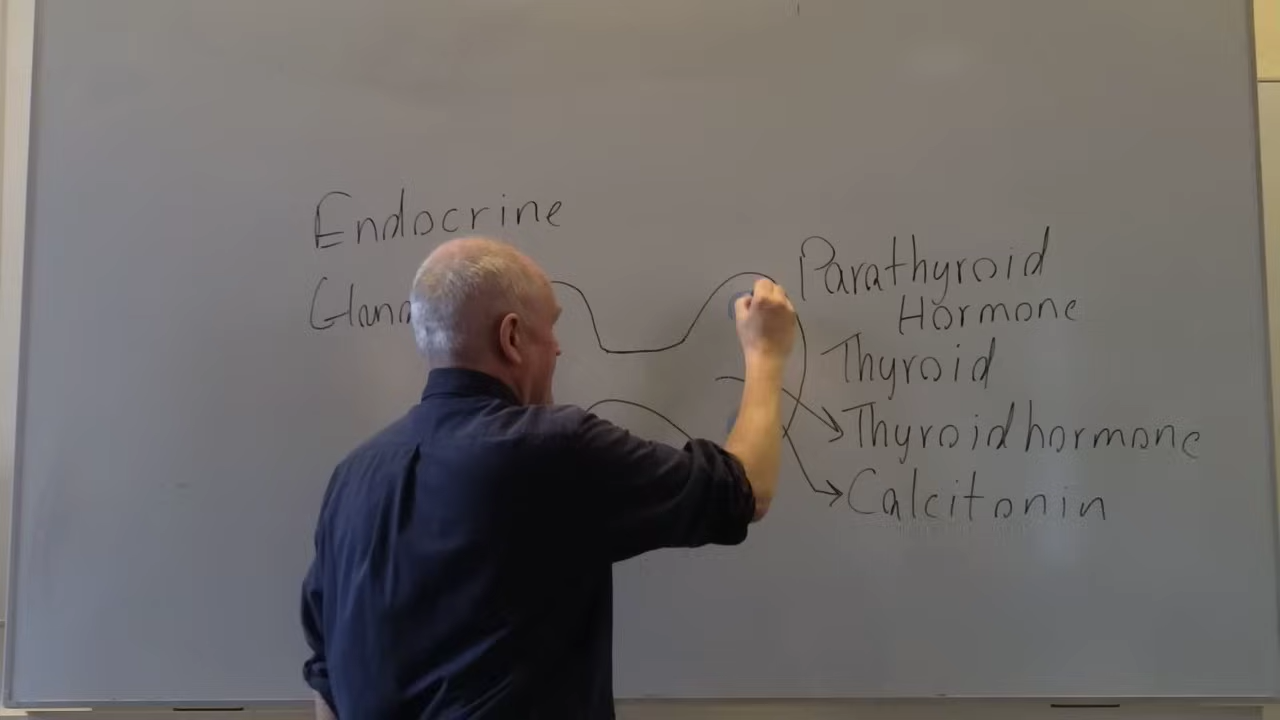 Endocrine
Parathyroid
Hormone
Thyroid
Thyroid hormone
Calcitonin